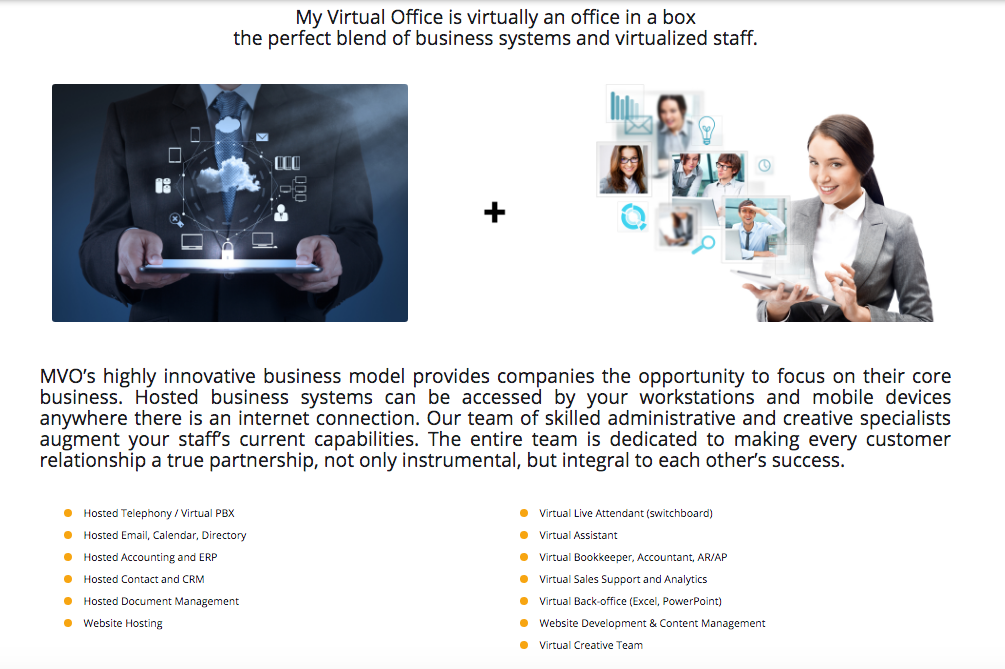 My Virtual Office is virtually an office in a box
the perfect blend of business systems and virtualized staff.
+
MVO's highly innovative business model provides companies the opportunity to focus on their core
business. Hosted business systems can be accessed by your workstations and mobile devices
anywhere there is an internet connection. Our team of skilled administrative and creative specialists
augment your staff's current capabilities. The entire team is dedicated to making every customer
relationship a true partnership, not only instrumental, but integral to each other's success.
Hosted Telephony / Virtual PBX
Hosted Email, Calendar, Directory
Hosted Accounting and ERP
Hosted Contact and CRM
Hosted Document Management
Website Hosting
Virtual Live Attendant (switchboard)
Virtual Assistant
Virtual Bookkeeper, Accountant, AR/AP
Virtual Sales Support and Analytics
Virtual Back-office (Excel, PowerPoint)
Website Development & Content Management
Virtual Creative Team